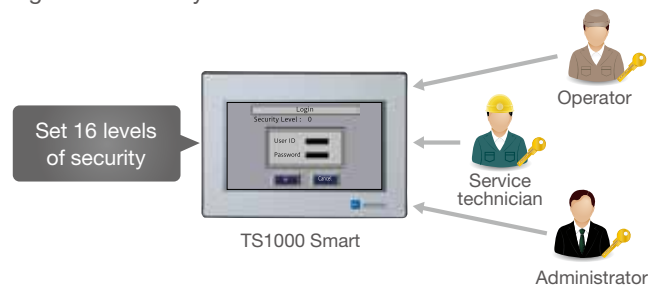 Set 16 levels
of security
Login
Security Level : 0
User ID
Password
Cancel
TS1000 Smart
Operator
Service
technician
Administrator